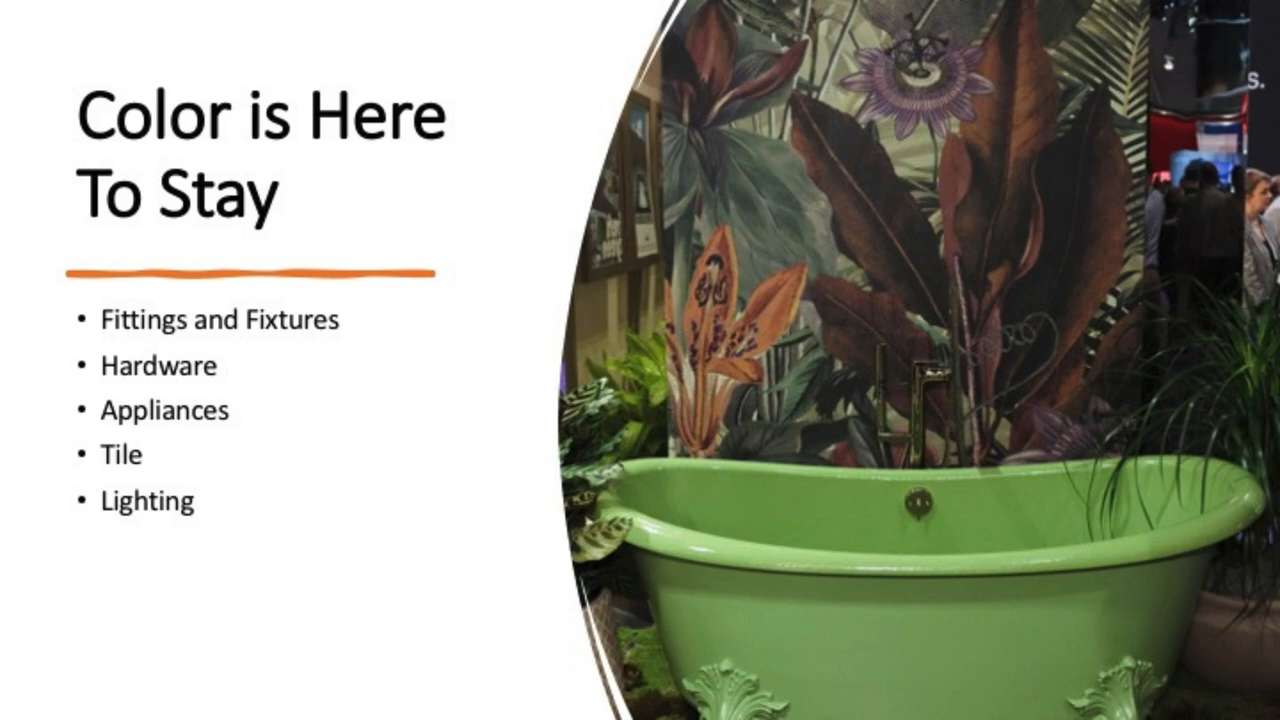 Color is Here
To Stay
• Fittings and Fixtures
• Hardware
• Appliances
• Tile
• Lighting
s.